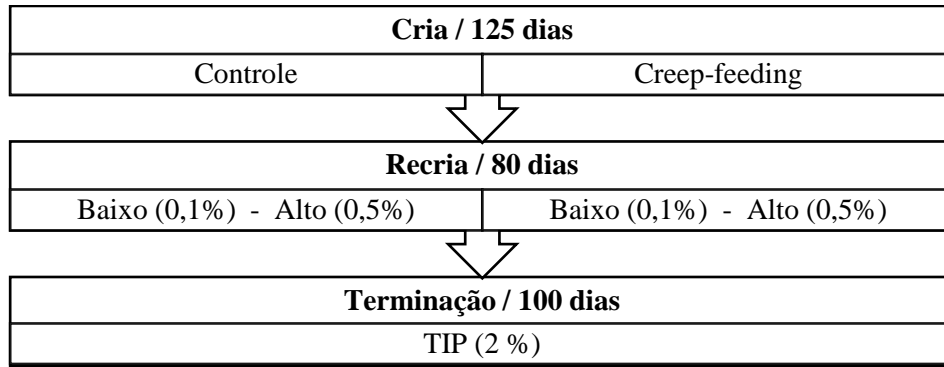 Cria / 125 dias
Controle Creep-feeding
Recria / 80 dias
Baixo (0,1%) - Alto (0,5%) Baixo (0,1%) - Alto (0,5%)
Terminação / 100 dias
TIP (2 %)